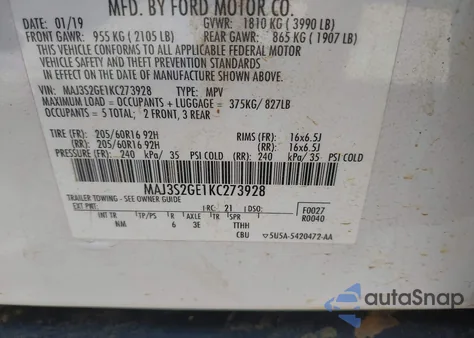 MFD. BY FORD MOTOR CO.
DATE: 01/19 GVWR: 1810 KG ( 3990 LB)
FRONT GAWR: 955 KG ( 2105 LB) REAR GAWR: 865 KG ( 1907 LB)
THIS VEHICLE CONFORMS TO ALL APPLICABLE FEDERAL MOTOR
VEHICLE SAFETY AND THEFT PREVENTION STANDARDS IN
EFFECT ON THE DATE OF MANUFACTURE SHOWN ABOVE.
VIN: MAJ3S2GE1KC273928 TYPE: MPV
MAXIMUM LOAD = OCCUPANTS + LUGGAGE = 375KG/ 827LB
OCCUPANTS = 5 TOTAL; 2 FRONT, 3 REAR
TIRE (FR): 205/60R16 92H RIMS (FR): 16x6.5J
(RR): 205/60R16 92H (RR): 16x6.5J
PRESSURE (FR): 240 kPa/ 35 PSI COLD (RR): 240 kPa/ 35 PSI COLD
MAJ3S2GE1KC273928
TRAILER TOWING - SEE OWNER GUIDE
EXT PNT: RC: 21 DSO: F0027
R0040
INT TR TP/PS R AXLE TR SPR
NM 6 3E TTHH
CBU 5U5A-5420472-AA
autoSnap
BY CARFAST